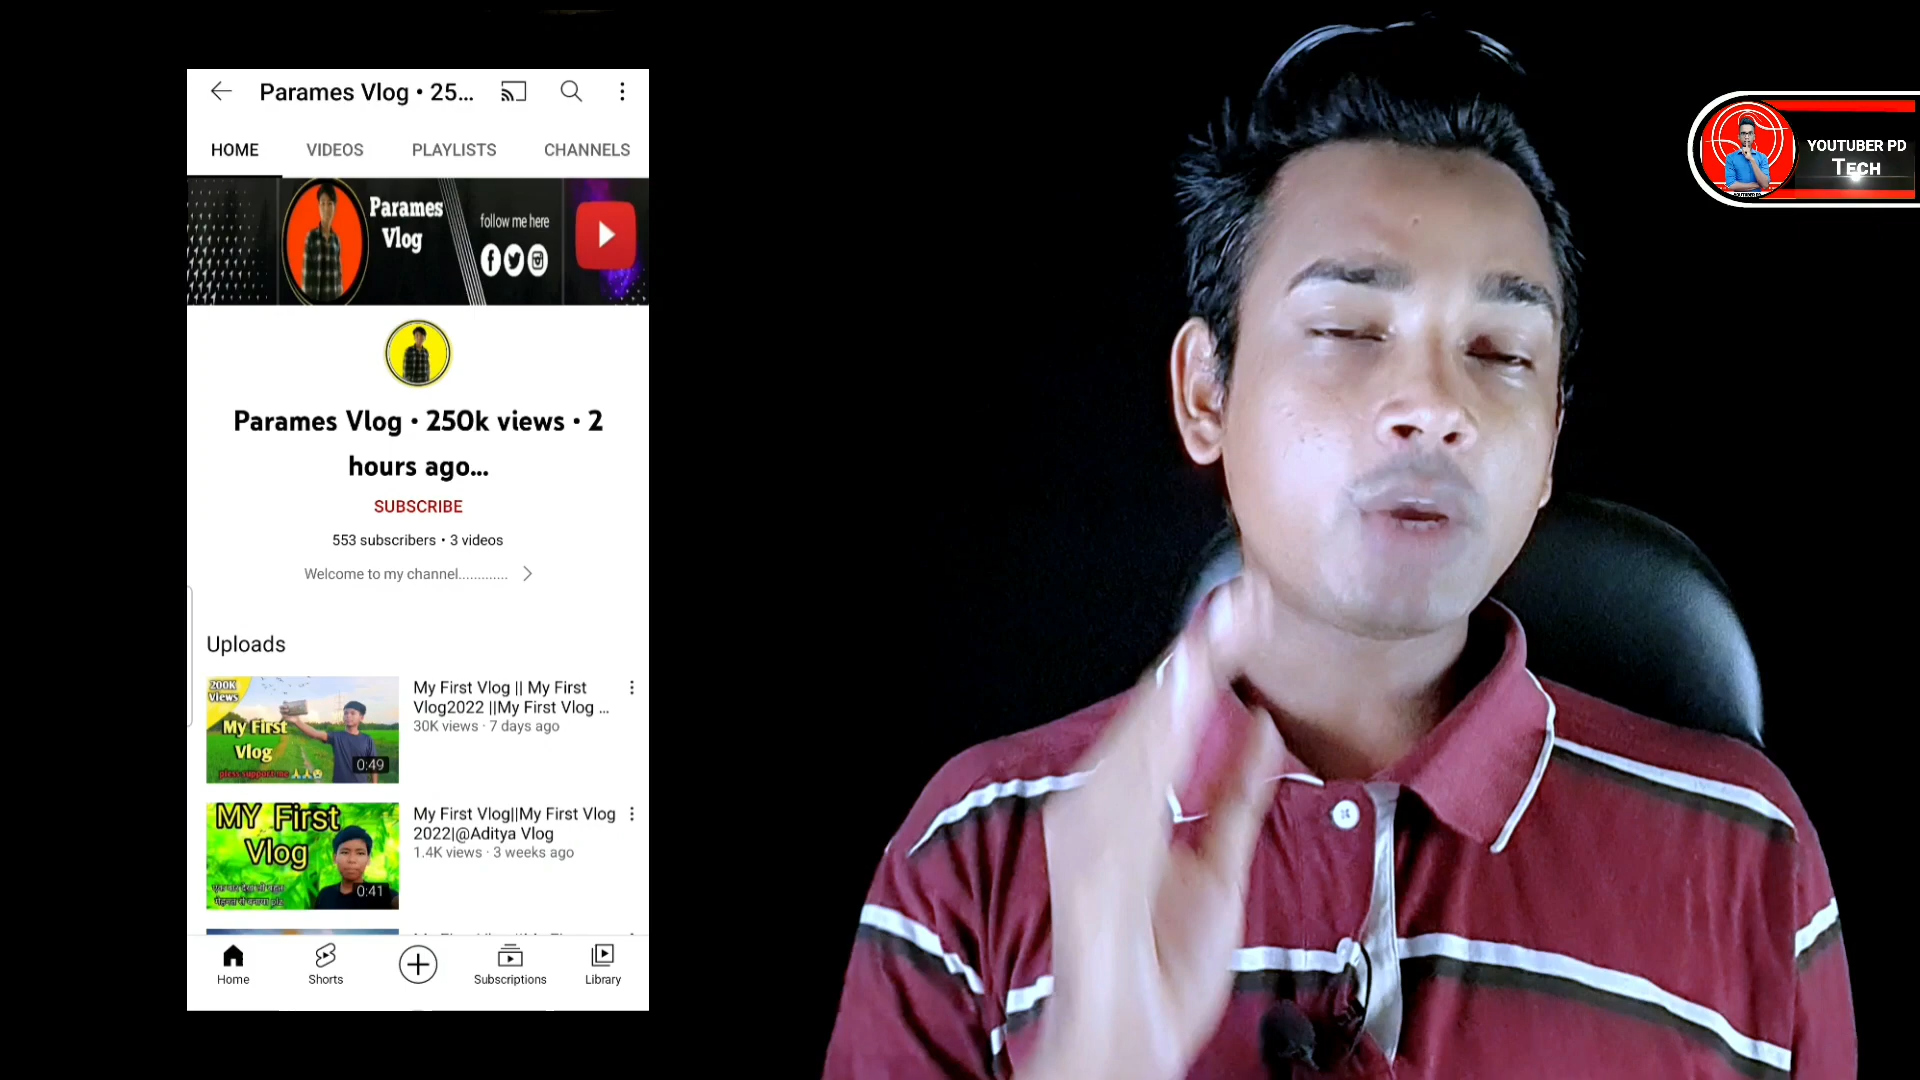 Parames Vlog • 25...
HOME VIDEOS PLAYLISTS CHANNELS
Parames
Vlog
follow me here
Parames Vlog • 250k views • 2
hours ago...
SUBSCRIBE
553 subscribers • 3 videos
Welcome to my channel.............
Uploads
200K
Views
My First
Vlog
0:49
My First Vlog || My First
Vlog2022 ||My First Vlog ...
30K views · 7 days ago
MY First
Vlog
0:41
My First Vlog||My First Vlog
2022|@Aditya Vlog
1.4K views · 3 weeks ago
Home Shorts Subscriptions Library
YOUTUBER PD
TECH